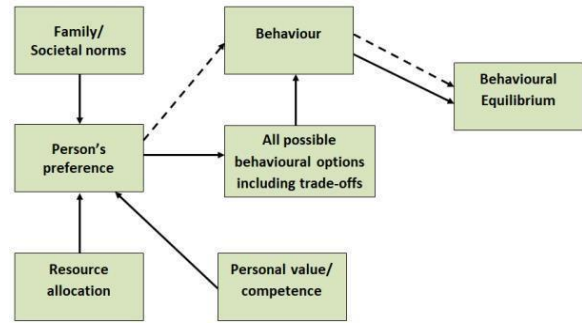 Family/
Societal norms
Behaviour
Behavioural
Equilibrium
Person's
preference
All possible
behavioural options
including trade-offs
Resource
allocation
Personal value/
competence